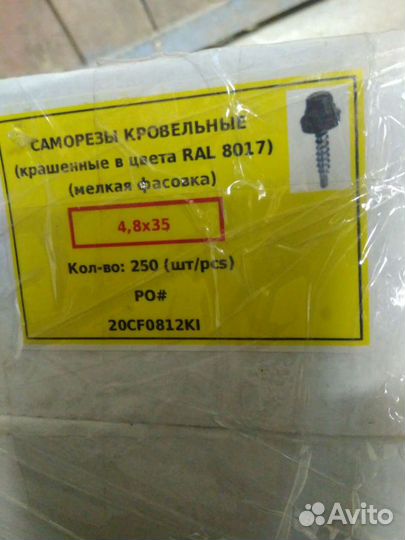 САМОРЕЗЫ КРОВЕЛЬНЫЕ
(крашенные в цвета RAL 8017)
(мелкая фасовка)
4,8x35
Кол-во: 250 (шт/pcs)
PO#
20CF0812KI
Avito